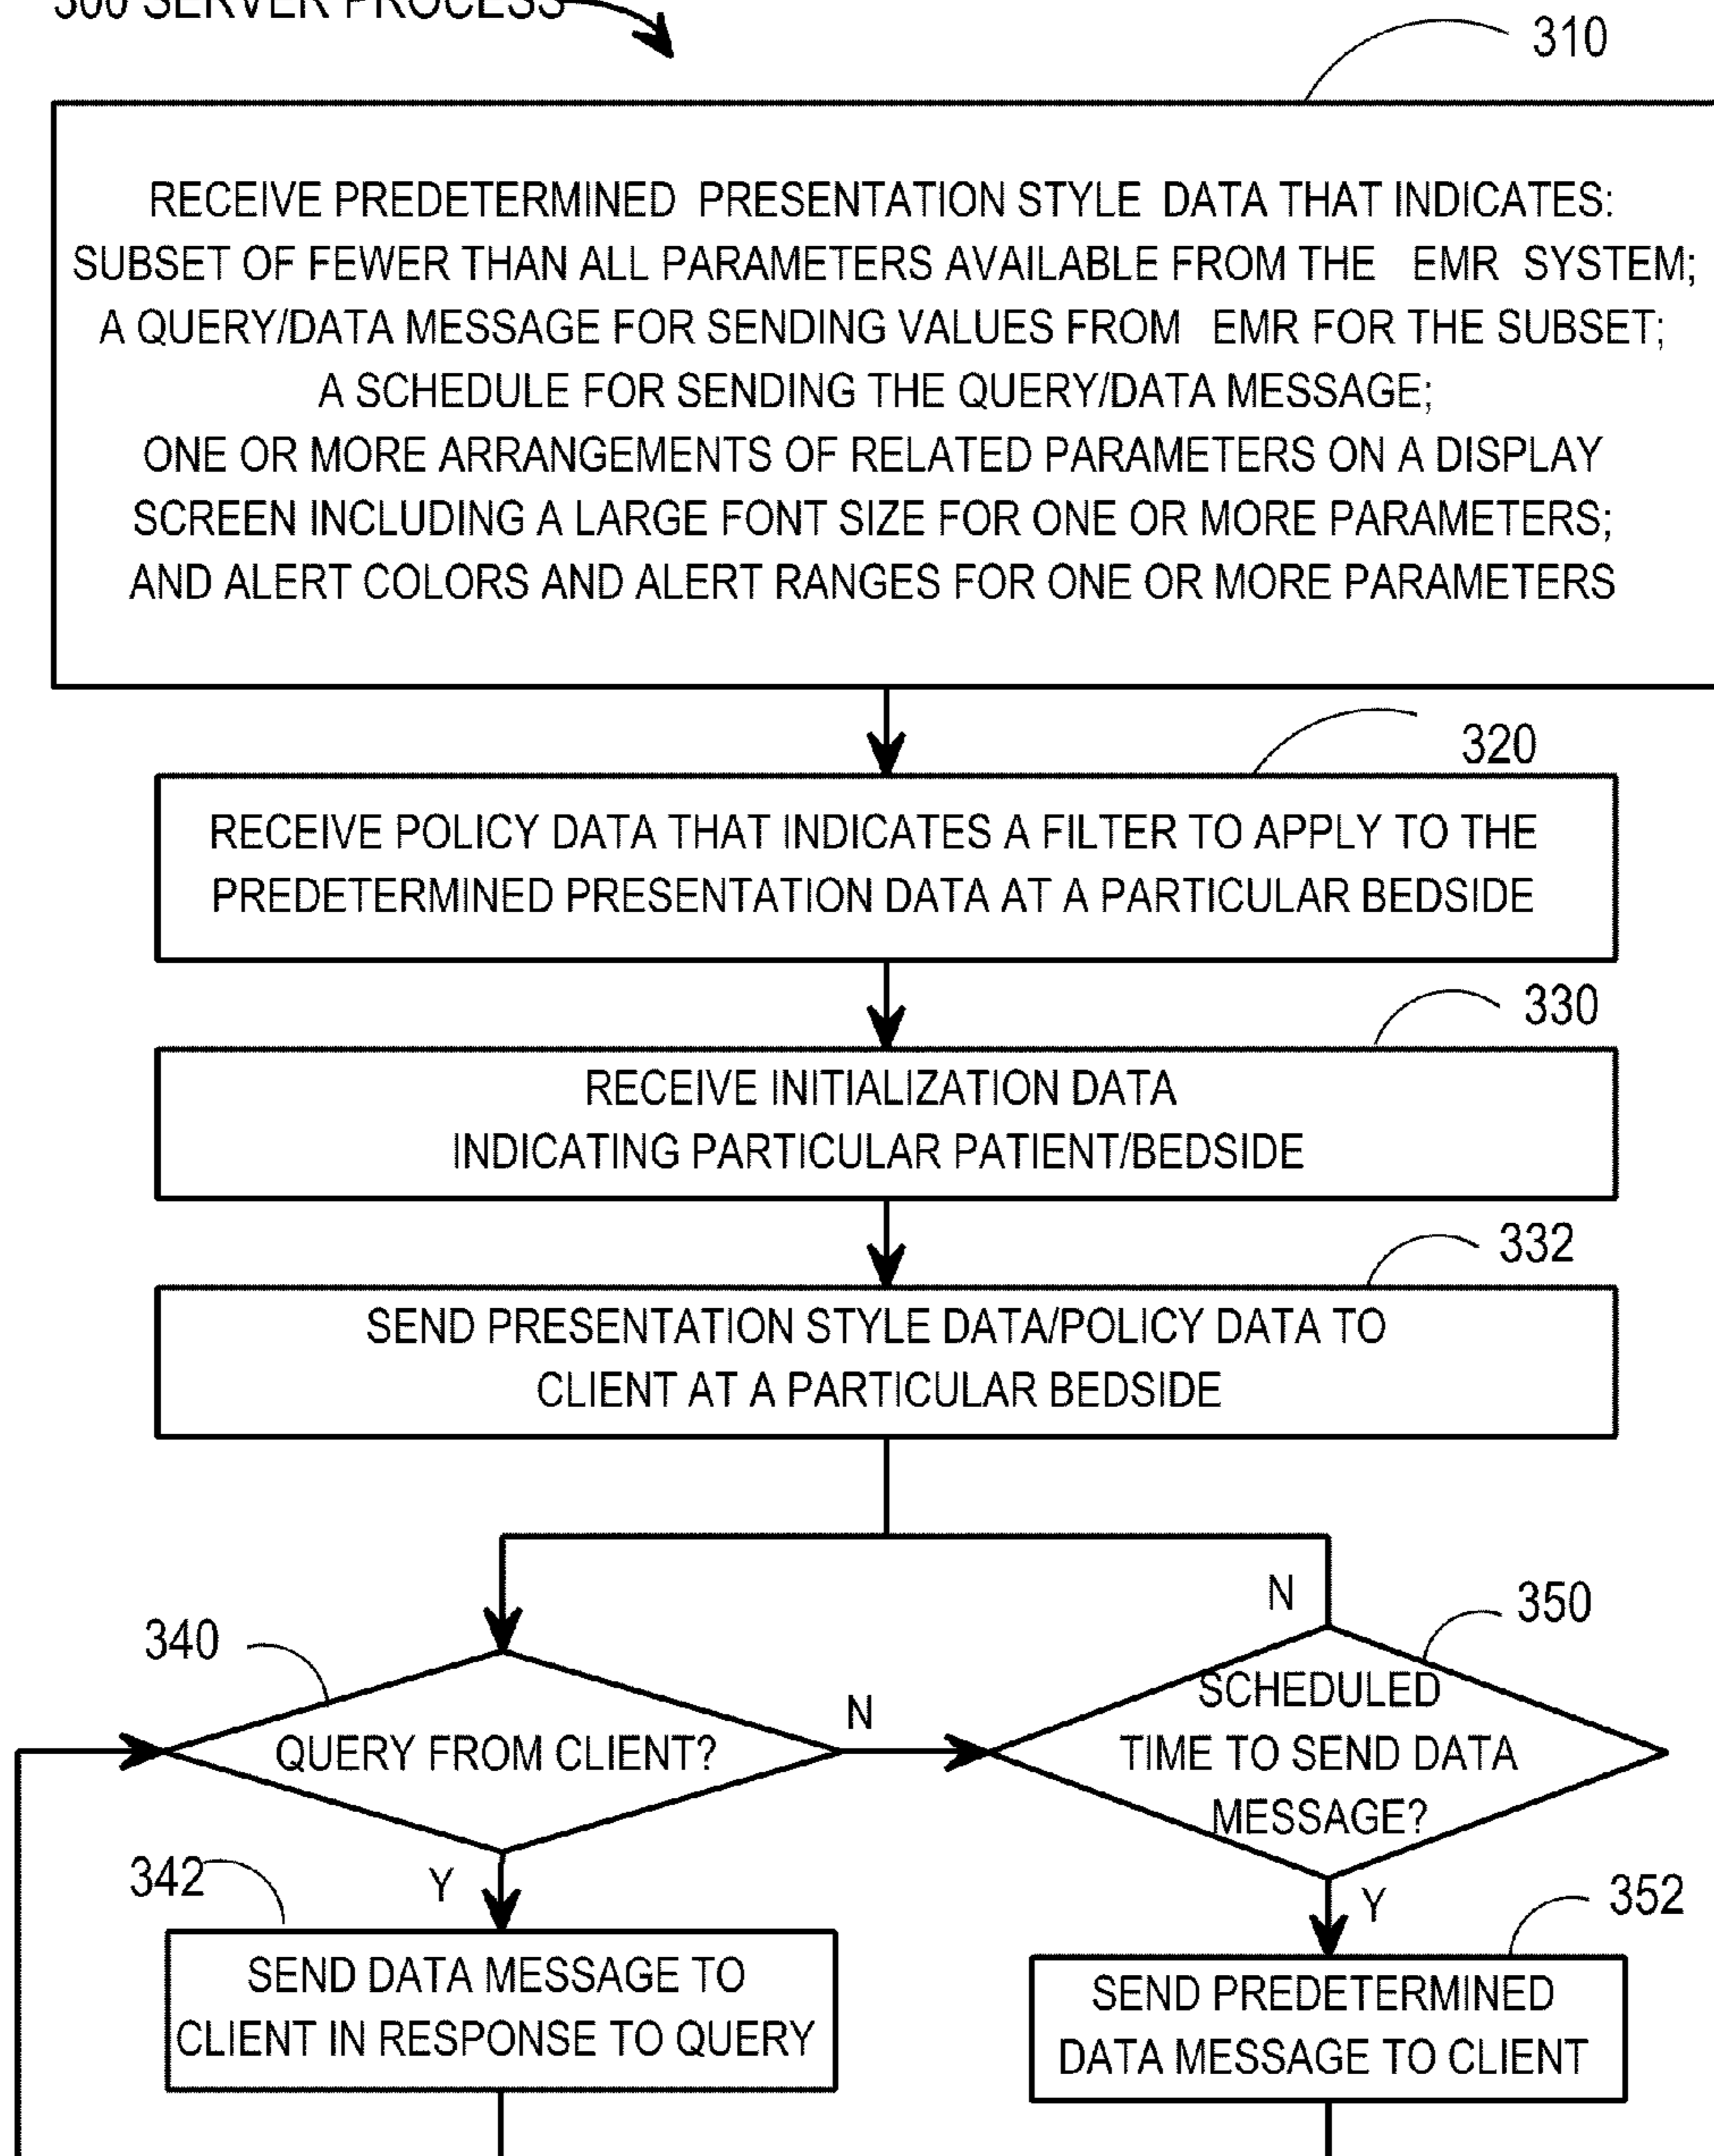 300 SERVER PROCESS
310
RECEIVE PREDETERMINED PRESENTATION STYLE DATA THAT INDICATES:
SUBSET OF FEWER THAN ALL PARAMETERS AVAILABLE FROM THE EMR SYSTEM;
A QUERY/DATA MESSAGE FOR SENDING VALUES FROM EMR FOR THE SUBSET;
A SCHEDULE FOR SENDING THE QUERY/DATA MESSAGE;
ONE OR MORE ARRANGEMENTS OF RELATED PARAMETERS ON A DISPLAY
SCREEN INCLUDING A LARGE FONT SIZE FOR ONE OR MORE PARAMETERS;
AND ALERT COLORS AND ALERT RANGES FOR ONE OR MORE PARAMETERS
320
RECEIVE POLICY DATA THAT INDICATES A FILTER TO APPLY TO THE
PREDETERMINED PRESENTATION DATA AT A PARTICULAR BEDSIDE
330
RECEIVE INITIALIZATION DATA
INDICATING PARTICULAR PATIENT/BEDSIDE
332
SEND PRESENTATION STYLE DATA/POLICY DATA TO
CLIENT AT A PARTICULAR BEDSIDE
340
QUERY FROM CLIENT?
N
Y
N
350
SCHEDULED
TIME TO SEND DATA
MESSAGE?
Y
342
SEND DATA MESSAGE TO
CLIENT IN RESPONSE TO QUERY
352
SEND PREDETERMINED
DATA MESSAGE TO CLIENT